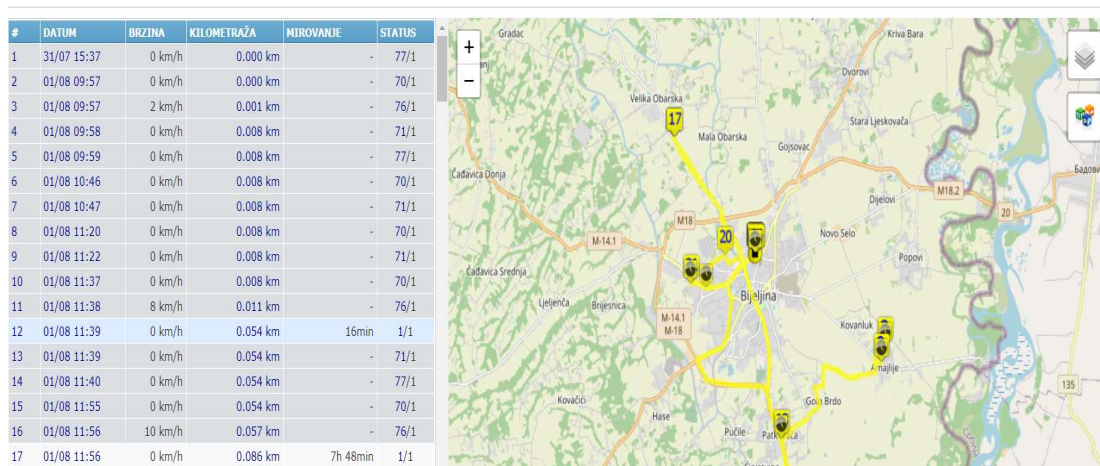 # DATUM BRZINA KILOMETRAŽA MIROVANJE STATUS
1 31/07 15:37 0 km/h 0.000 km - 77/1
2 01/08 09:57 0 km/h 0.000 km - 70/1
3 01/08 09:57 2 km/h 0.001 km - 76/1
4 01/08 09:58 0 km/h 0.008 km - 71/1
5 01/08 09:59 0 km/h 0.008 km - 77/1
6 01/08 10:46 0 km/h 0.008 km - 70/1
7 01/08 10:47 0 km/h 0.008 km - 71/1
8 01/08 11:20 0 km/h 0.008 km - 70/1
9 01/08 11:22 0 km/h 0.008 km - 71/1
10 01/08 11:37 0 km/h 0.008 km - 70/1
11 01/08 11:38 8 km/h 0.011 km - 76/1
12 01/08 11:39 0 km/h 0.054 km 16min 1/1
13 01/08 11:39 0 km/h 0.054 km - 71/1
14 01/08 11:40 0 km/h 0.054 km - 77/1
15 01/08 11:55 0 km/h 0.054 km - 70/1
16 01/08 11:56 10 km/h 0.057 km - 76/1
17 01/08 11:56 0 km/h 0.086 km 7h 48min 1/1
+
−
Gradac
Kriva Bara
Dvorovi
Velika Obarska
17
Mala Obarska
Stara Ljeskovača
Gojsovac
Čađavica Donja
Бадови
M18.2
Dijelovi
20
M18
M-14.1
20
Novo Selo
Popovi
Čađavica Srednja
Ljeljenča
Brijesnica
Bijeljina
M-14.1
M-18
Kovanluk
Amajlije
135
Kovačići
Golo Brdo
Hase
Pučile